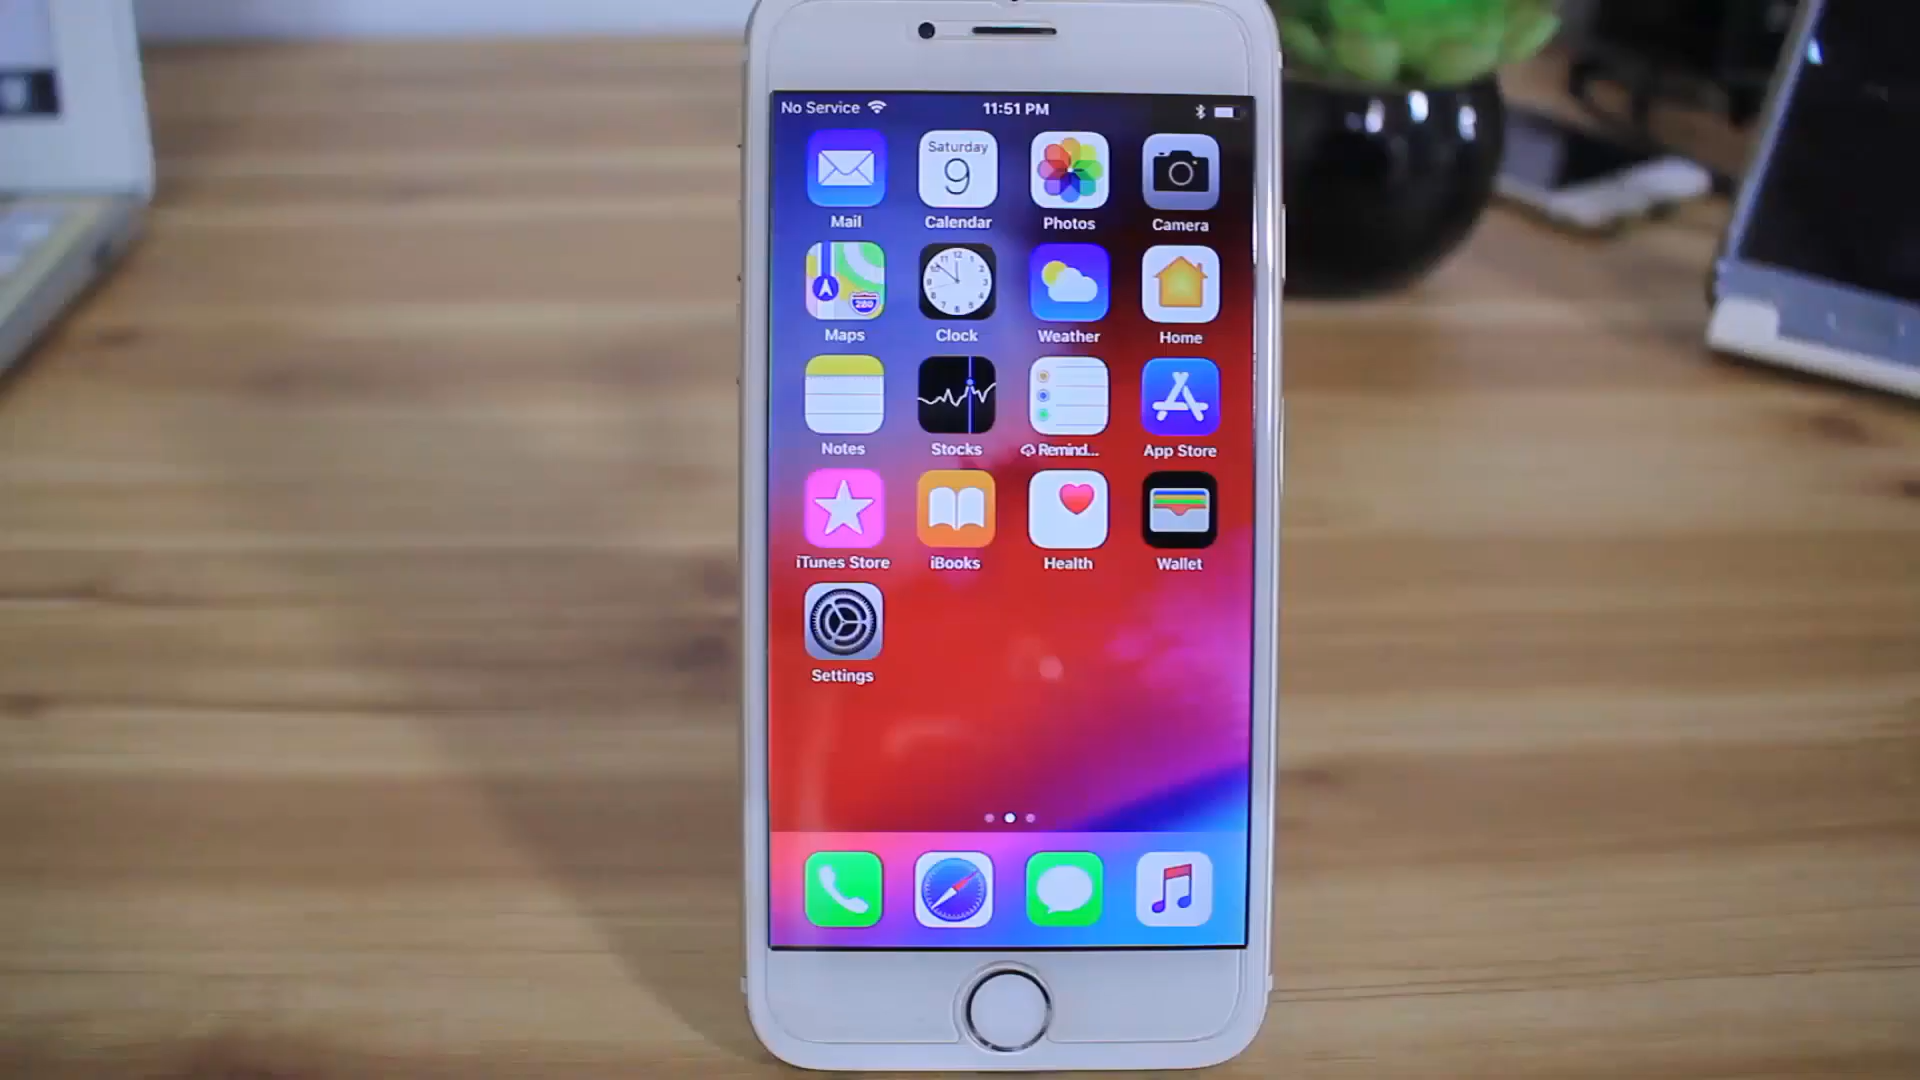 No Service 11:51 PM
Saturday
9
Mail Calendar Photos Camera
280
Maps Clock Weather Home
Notes Stocks Remind... App Store
iTunes Store iBooks Health Wallet
Settings